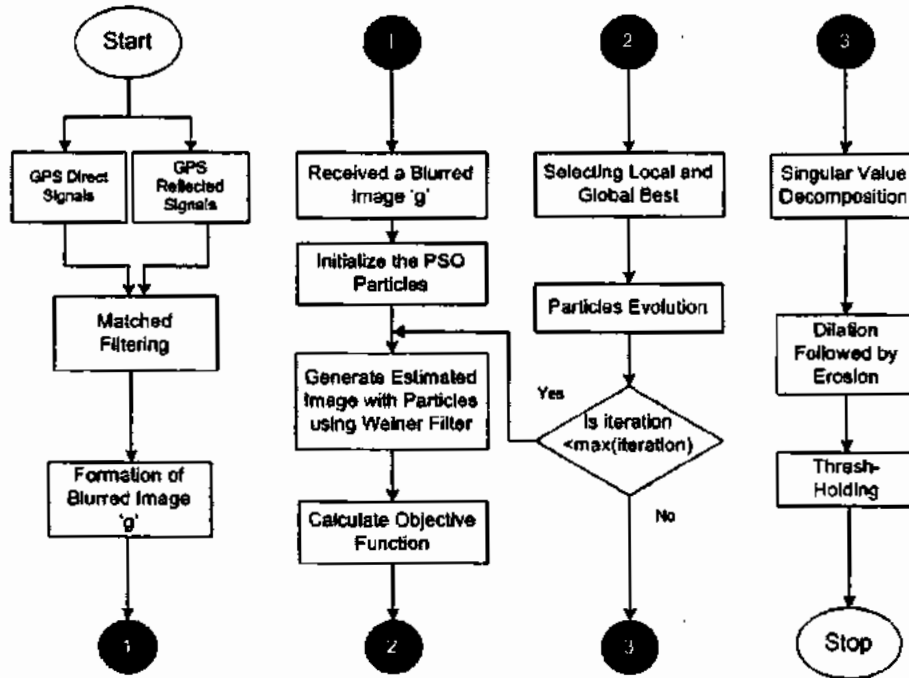 Start
GPS Direct
Signals
GPS
Reflected
Signals
Matched
Filtering
Formation of
Blurred Image
'g'
1
1
Received a Blurred
Image 'g'
Initialize the PSO
Particles
Generate Estimated
Image with Particles
using Weiner Filter
Calculate Objective
Function
2
2
Selecting Local and
Global Best
Particles Evolution
Yes
Is iteration
<max(iteration)
No
3
3
Singular Value
Decomposition
Dilation
Followed by
Erosion
Thresh-
Holding
Stop